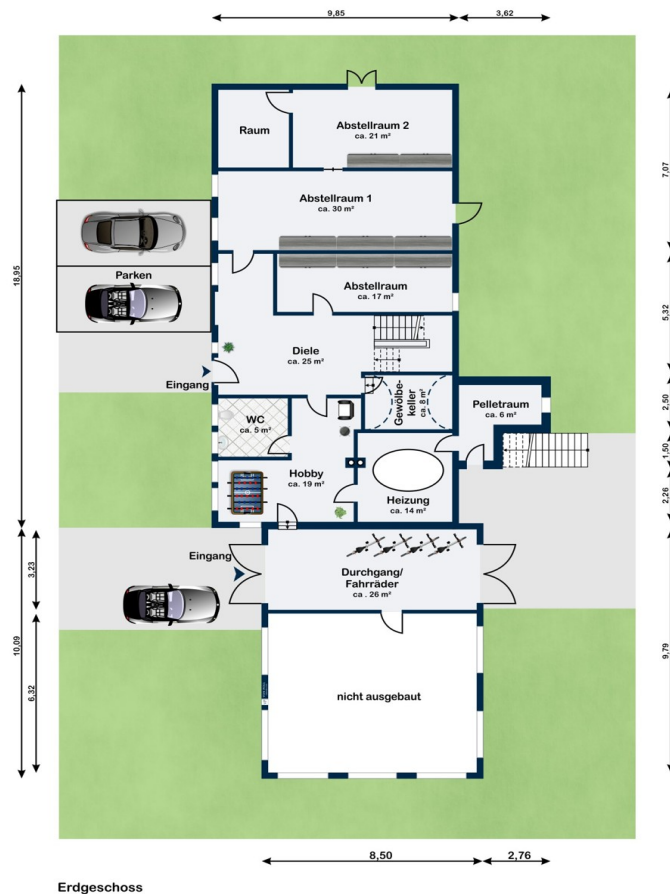 9,85
3,62
Raum
Abstellraum 2
ca. 21 m²
7,07
Abstellraum 1
ca. 30 m²
18,95
Parken
Abstellraum
ca. 17 m²
5,32
Diele
ca. 25 m²
Eingang
Gewölbe-
keller
ca. 8 m²
Pelletraum
ca. 6 m²
2,50
WC
ca. 5 m²
1,50
Hobby
ca. 19 m²
Heizung
ca. 14 m²
2,26
Eingang
3,23
Durchgang/
Fahrräder
ca . 26 m²
10,09
6,32
9,79
nicht ausgebaut
8,50
2,76
Erdgeschoss